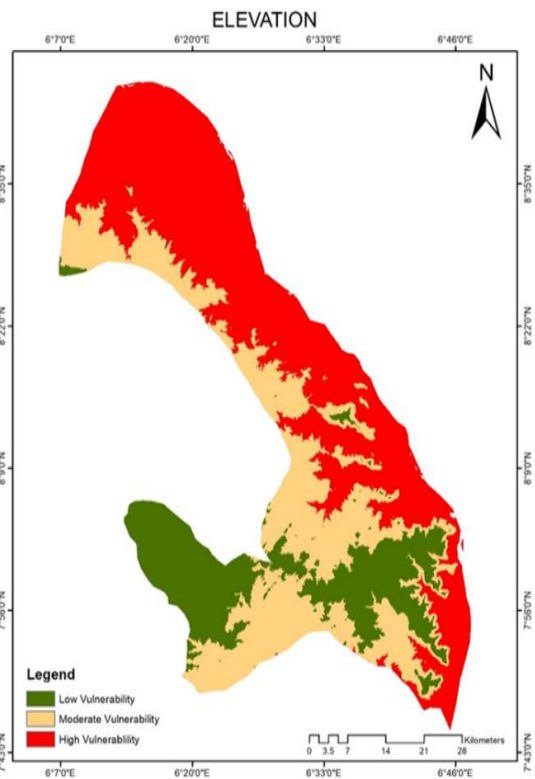 ELEVATION
6°7'0"E 6°20'0"E 6°33'0"E 6°46'0"E
N
8°35'0"N 8°35'0"N
8°22'0"N 8°22'0"N
8°9'0"N 8°9'0"N
7°56'0"N 7°56'0"N
Legend
Low Vulnerability
Moderate Vulnerability
High Vulnerablility
Kilometers
0 3.5 7 14 21 28
7°43'0"N 7°43'0"N
6°7'0"E 6°20'0"E 6°33'0"E 6°46'0"E